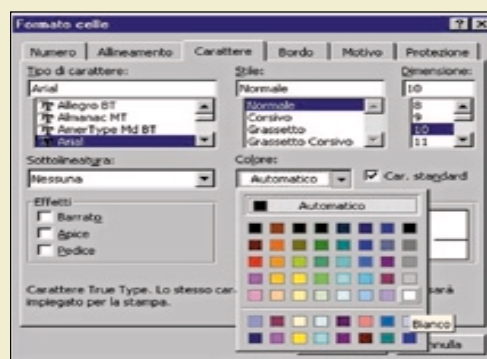 Formato celle
Numero Allineamento Carattere Bordo Motivo Protezione
Tipo di carattere: Stile: Dimensione:
Arial Normale 10
Allegro BT Normale 8
Almanac MT Corsivo 9
AmerType Md BT Grassetto 10
Arial Grassetto Corsivo 11
Sottolineatura: Colore:
Nessuna Automatico Car. standard
Effetti Automatico
Barrato
Apice
Pedice
Carattere True Type. Lo stesso car sarà
impiegato per la stampa.
Bianco
nnulla